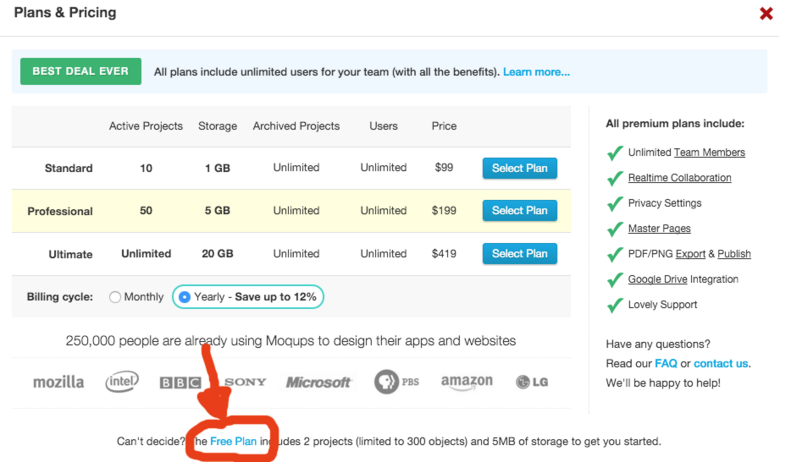 Plans & Pricing
BEST DEAL EVER All plans include unlimited users for your team (with all the benefits). Learn more...
Active Projects Storage Archived Projects Users Price
Standard 10 1 GB Unlimited Unlimited $99 Select Plan
Professional 50 5 GB Unlimited Unlimited $199 Select Plan
Ultimate Unlimited 20 GB Unlimited Unlimited $419 Select Plan
Billing cycle: Monthly Yearly - Save up to 12%
250,000 people are already using Moqups to design their apps and websites
mozilla intel BBC SONY Microsoft PBS amazon LG
Can't decide? The Free Plan includes 2 projects (limited to 300 objects) and 5MB of storage to get you started.
All premium plans include:
Unlimited Team Members
Realtime Collaboration
Privacy Settings
Master Pages
PDF/PNG Export & Publish
Google Drive Integration
Lovely Support
Have any questions?
Read our FAQ or contact us.
We'll be happy to help!